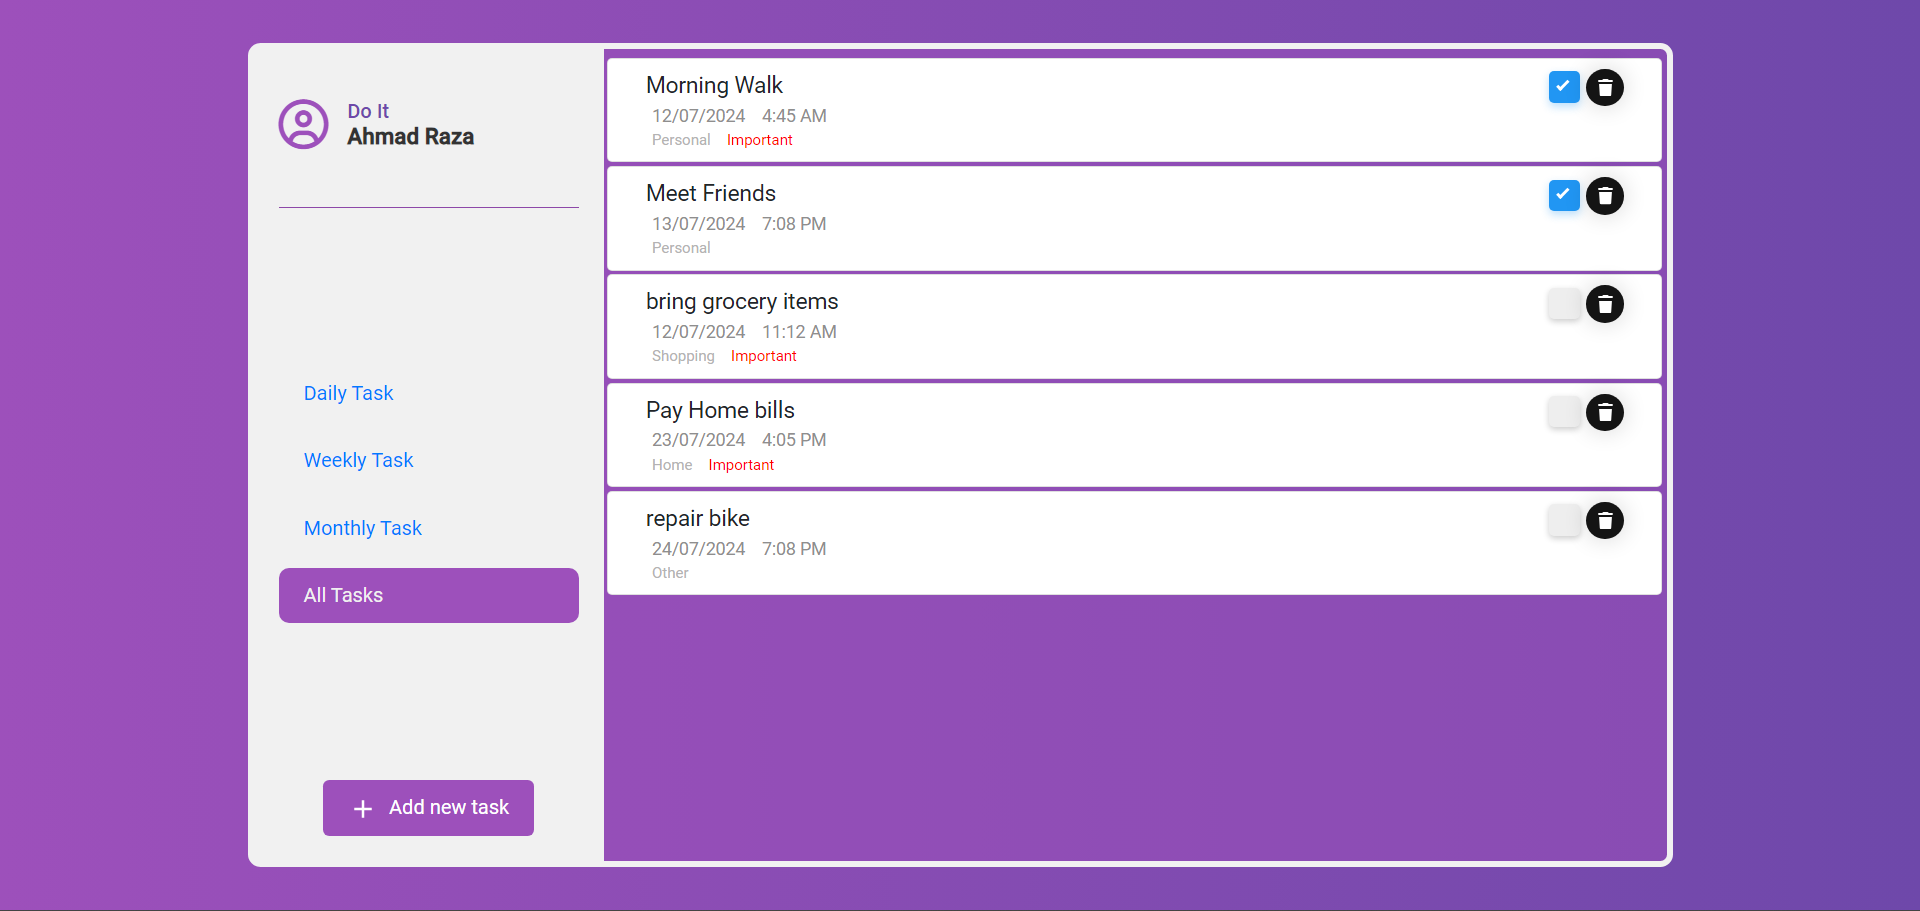 Do It
Ahmad Raza
Daily Task
Weekly Task
Monthly Task
All Tasks
Add new task
Morning Walk
12/07/2024 4:45 AM
Personal Important
Meet Friends
13/07/2024 7:08 PM
Personal
bring grocery items
12/07/2024 11:12 AM
Shopping Important
Pay Home bills
23/07/2024 4:05 PM
Home Important
repair bike
24/07/2024 7:08 PM
Other